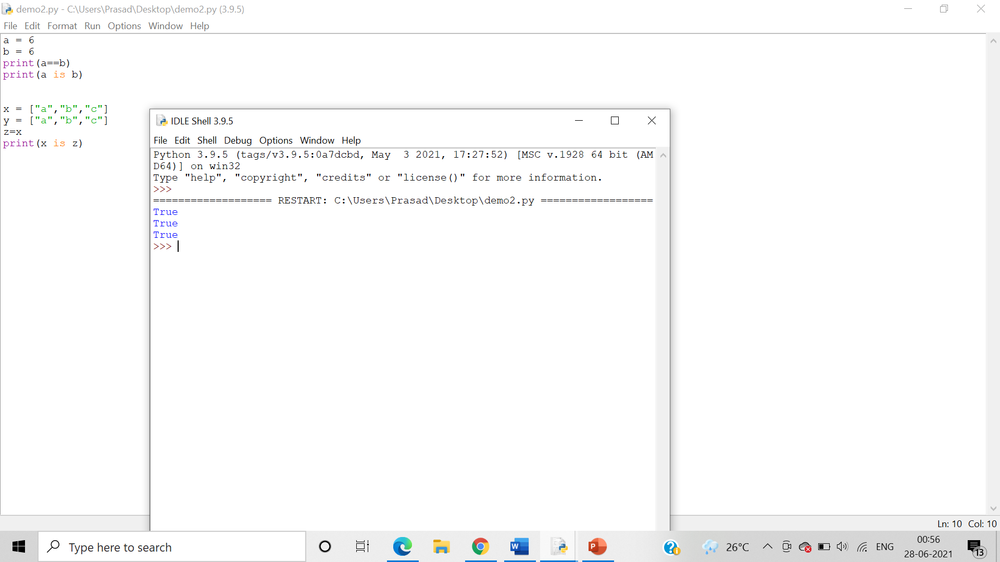 demo2.py - C:\Users\Prasad\Desktop\demo2.py (3.9.5)
File Edit Format Run Options Window Help
a = 6
b = 6
print(a==b)
print(a is b)
x = ["a","b","c"]
y = ["a","b","c"]
z=x
print(x is z)
IDLE Shell 3.9.5
File Edit Shell Debug Options Window Help
Python 3.9.5 (tags/v3.9.5:0a7dcbd, May  3 2021, 17:27:52) [MSC v.1928 64 bit (AM
D64)] on win32
Type "help", "copyright", "credits" or "license()" for more information.
>>>
=================== RESTART: C:\Users\Prasad\Desktop\demo2.py ==================
True
True
True
>>>
Ln: 10 Col: 10
Type here to search
W
P
26°C
ENG
00:56
28-06-2021
13